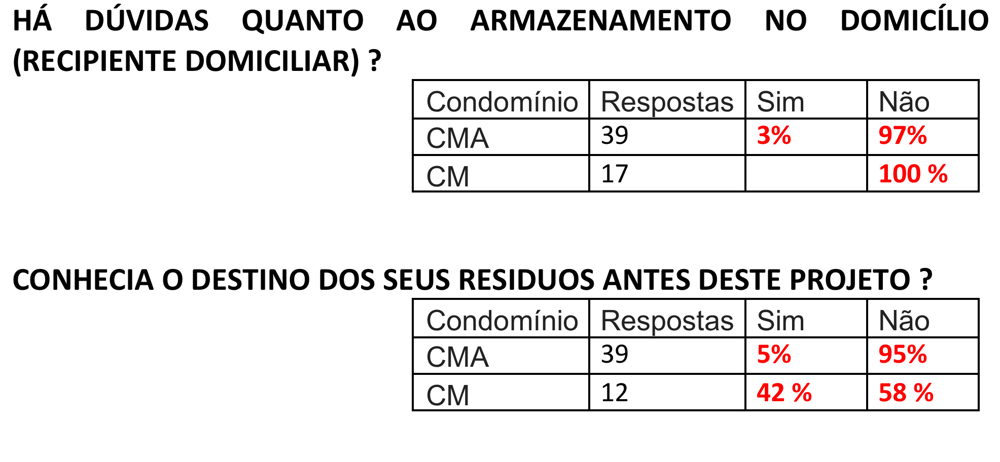 HÁ DÚVIDAS QUANTO AO ARMAZENAMENTO NO DOMICÍLIO
(RECIPIENTE DOMICILIAR) ?
Condomínio Respostas Sim Não
CMA 39 3% 97%
CM 17 100 %
CONHECIA O DESTINO DOS SEUS RESIDUOS ANTES DESTE PROJETO ?
Condomínio Respostas Sim Não
CMA 39 5% 95%
CM 12 42 % 58 %